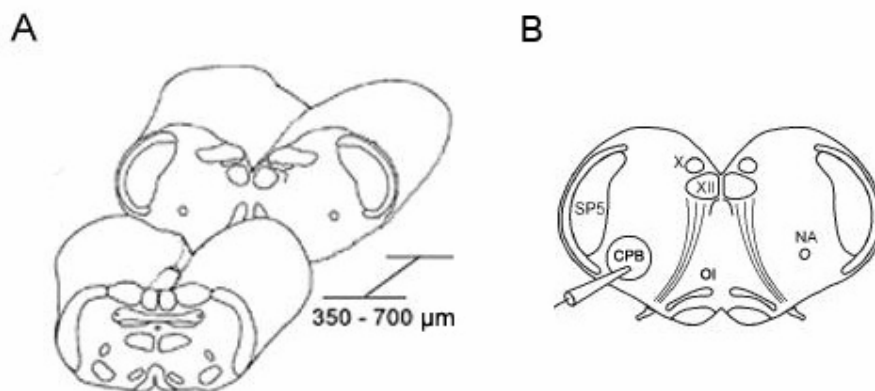 A
B
350 - 700 µm
X
XII
SP5
NA
CPB
OI